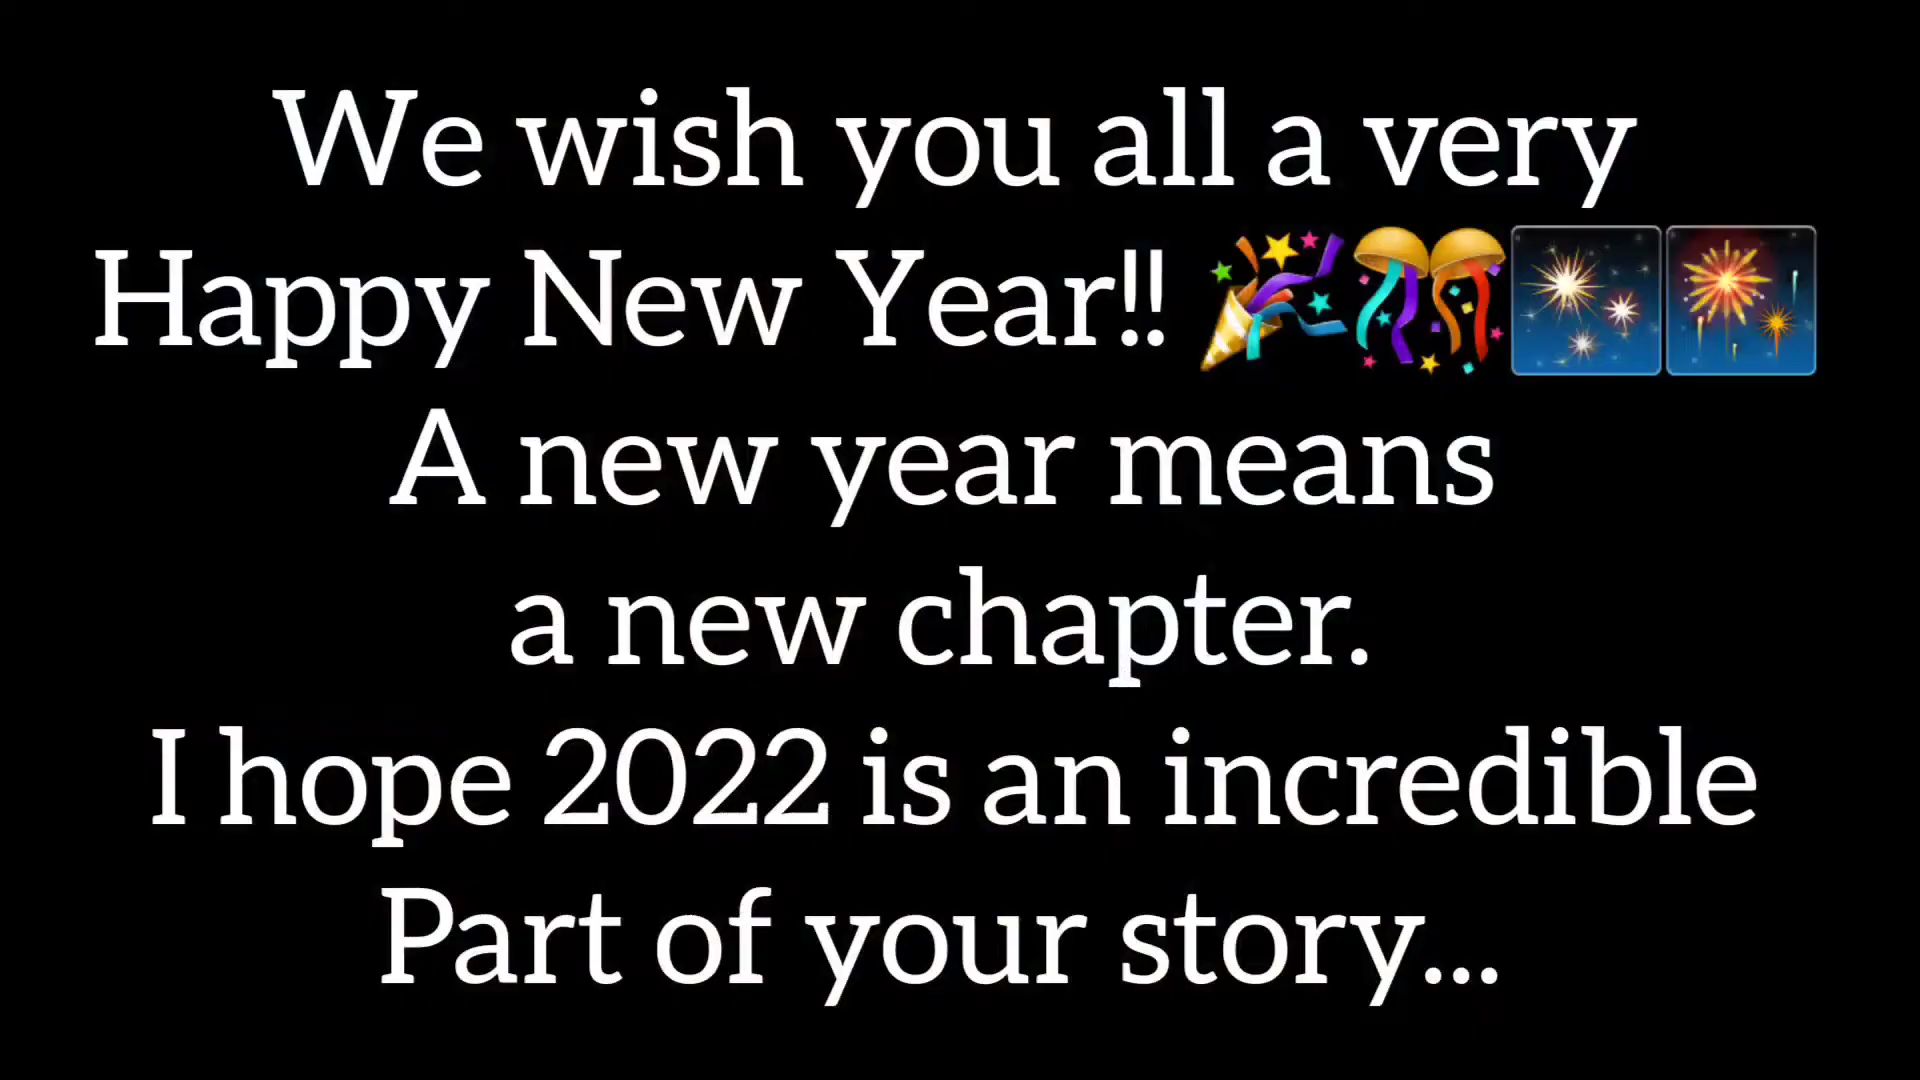 We wish you all a very
Happy New Year!! 🎉🎊🎇🎆
A new year means
a new chapter.
I hope 2022 is an incredible
Part of your story...